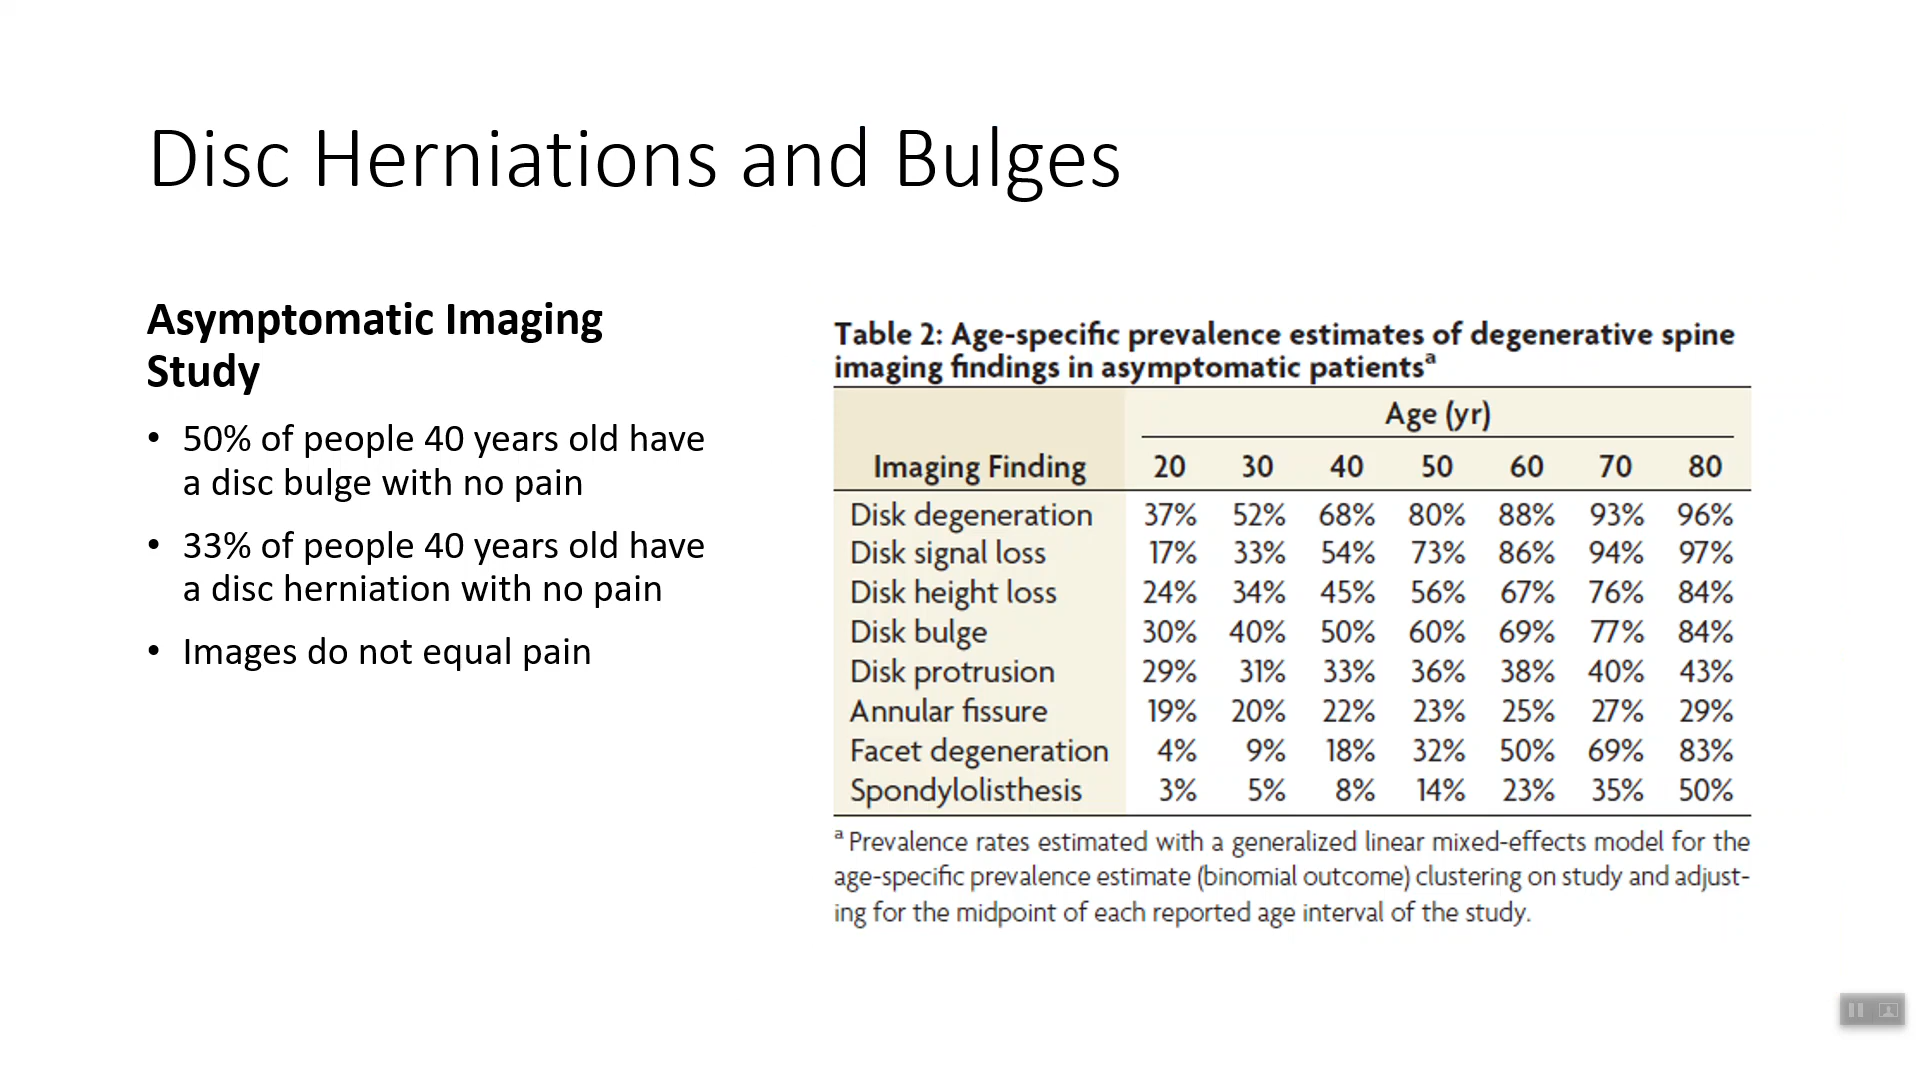 Disc Herniations and Bulges
Asymptomatic Imaging
Study
• 50% of people 40 years old have
a disc bulge with no pain
• 33% of people 40 years old have
a disc herniation with no pain
• Images do not equal pain
Table 2: Age-specific prevalence estimates of degenerative spine
imaging findings in asymptomatic patientsª
Age (yr)
Imaging Finding 20 30 40 50 60 70 80
Disk degeneration 37% 52% 68% 80% 88% 93% 96%
Disk signal loss 17% 33% 54% 73% 86% 94% 97%
Disk height loss 24% 34% 45% 56% 67% 76% 84%
Disk bulge 30% 40% 50% 60% 69% 77% 84%
Disk protrusion 29% 31% 33% 36% 38% 40% 43%
Annular fissure 19% 20% 22% 23% 25% 27% 29%
Facet degeneration 4% 9% 18% 32% 50% 69% 83%
Spondylolisthesis 3% 5% 8% 14% 23% 35% 50%
ª Prevalence rates estimated with a generalized linear mixed-effects model for the
age-specific prevalence estimate (binomial outcome) clustering on study and adjust-
ing for the midpoint of each reported age interval of the study.